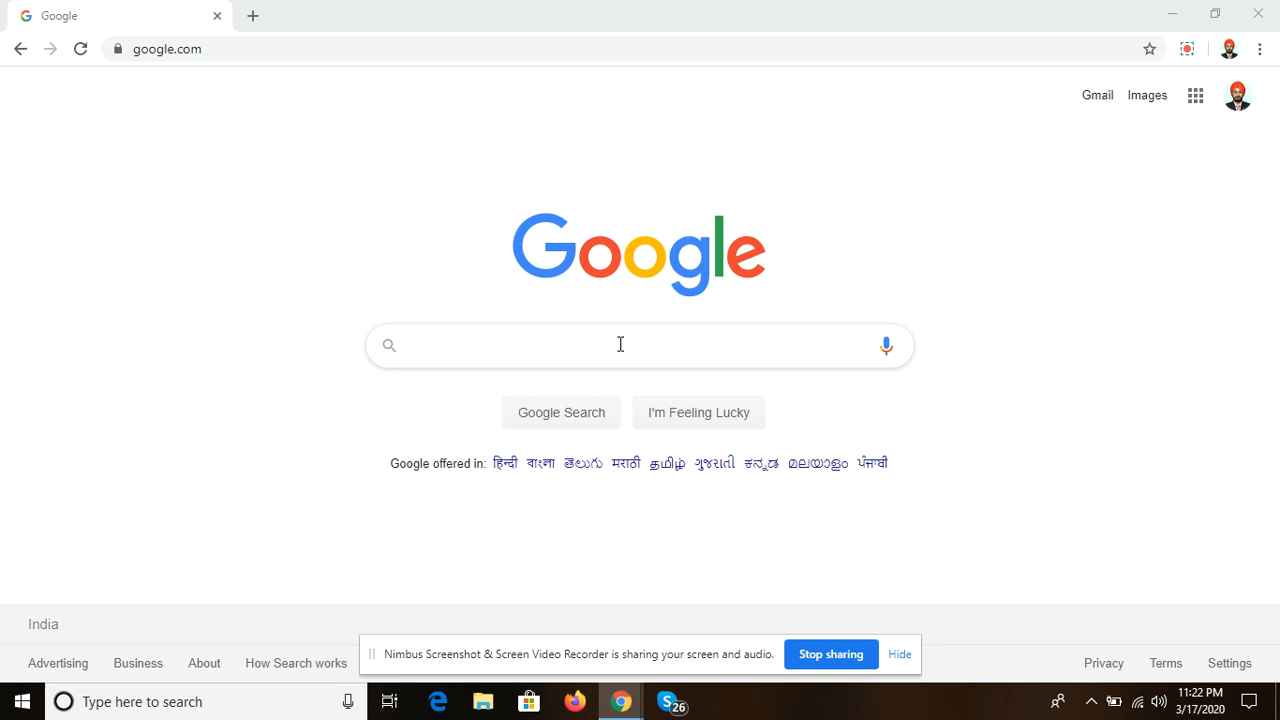 Google
google.com
Gmail Images
Google
Google Search I'm Feeling Lucky
Google offered in: हिन्दी বাংলা తెలుగు मराठी தமிழ் ગુજરાતી ಕನ್ನಡ മലയാളം ਪੰਜਾਬੀ
India
Advertising Business About How Search works Privacy Terms Settings
Nimbus Screenshot & Screen Video Recorder is sharing your screen and audio. Stop sharing Hide
Type here to search
26
11:22 PM
3/17/2020